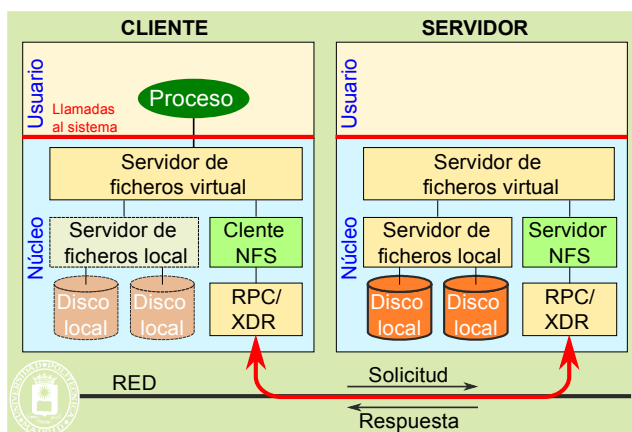 CLIENTE
Usuario
Proceso
Llamadas
al sistema
Núcleo
Servidor de
ficheros virtual
Servidor de
ficheros local
Clente
NFS
Disco
local
Disco
local
RPC/
XDR
SERVIDOR
Usuario
Núcleo
Servidor de
ficheros virtual
Servidor de
ficheros local
Servidor
NFS
Disco
local
Disco
local
RPC/
XDR
RED
Solicitud
Respuesta